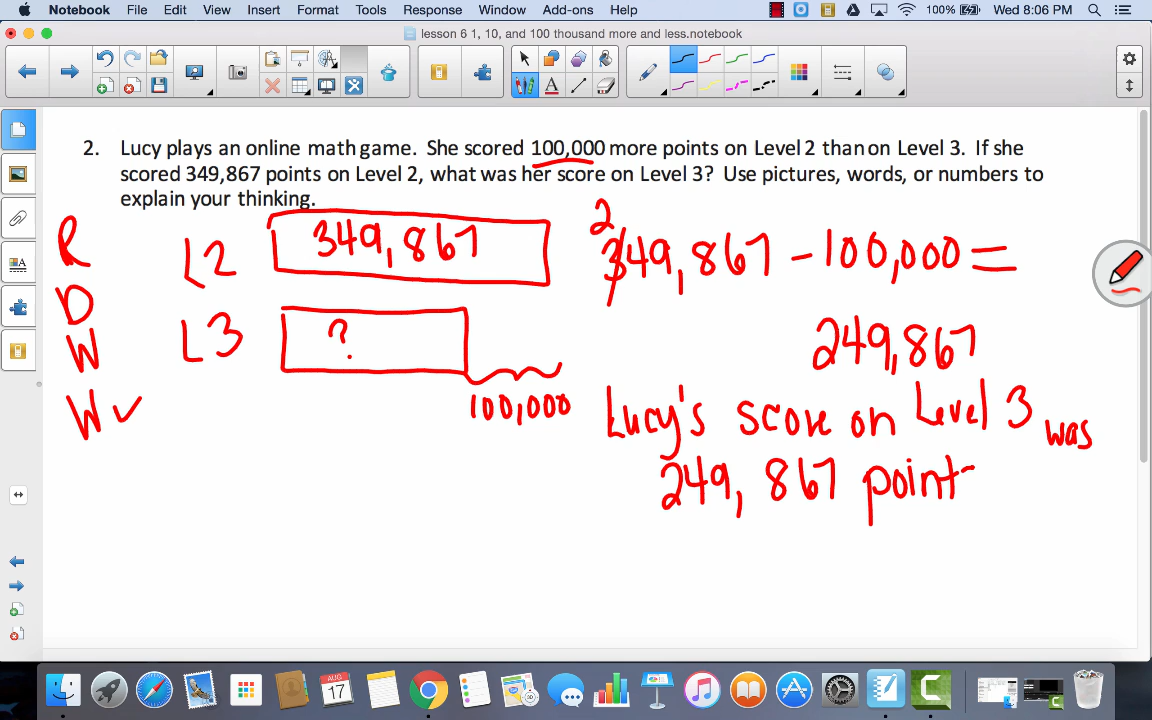 Notebook File Edit View Insert Format Tools Response Window Add-ons Help 100% Wed 8:06 PM
lesson 6 1, 10, and 100 thousand more and less.notebook
2. Lucy plays an online math game. She scored 100,000 more points on Level 2 than on Level 3. If she
scored 349,867 points on Level 2, what was her score on Level 3? Use pictures, words, or numbers to
explain your thinking.
R
D
W
W
L2 349,867
L3 ?
100,000
2
349,867 - 100,000 =
249,867
Lucy's score on Level 3 was
249,867 point
AUG
17